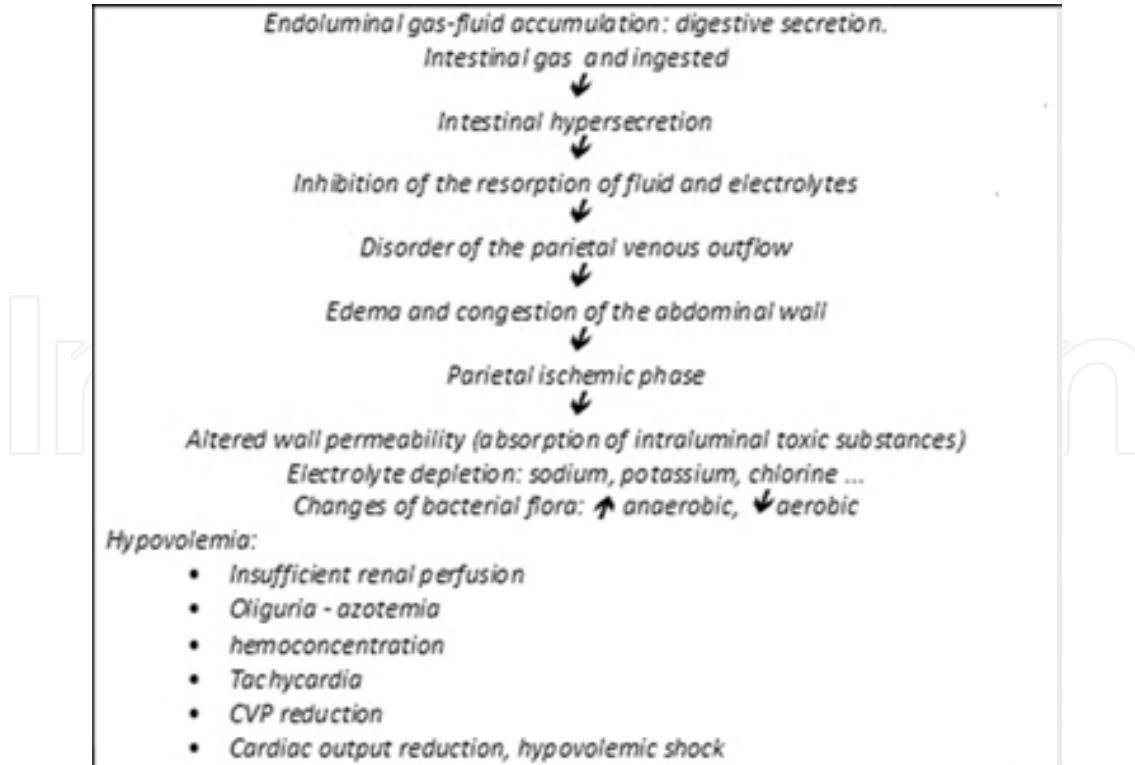 Endoluminal gas-fluid accumulation: digestive secretion.
Intestinal gas and ingested
↓
Intestinal hypersecretion
↓
Inhibition of the resorption of fluid and electrolytes
↓
Disorder of the parietal venous outflow
↓
Edema and congestion of the abdominal wall
↓
Parietal ischemic phase
↓
Altered wall permeability (absorption of intraluminal toxic substances)
Electrolyte depletion: sodium, potassium, chlorine ...
Changes of bacterial flora: ↑ anaerobic, ↓ aerobic
Hypovolemia:
• Insufficient renal perfusion
• Oliguria - azotemia
• hemoconcentration
• Tachycardia
• CVP reduction
• Cardiac output reduction, hypovolemic shock